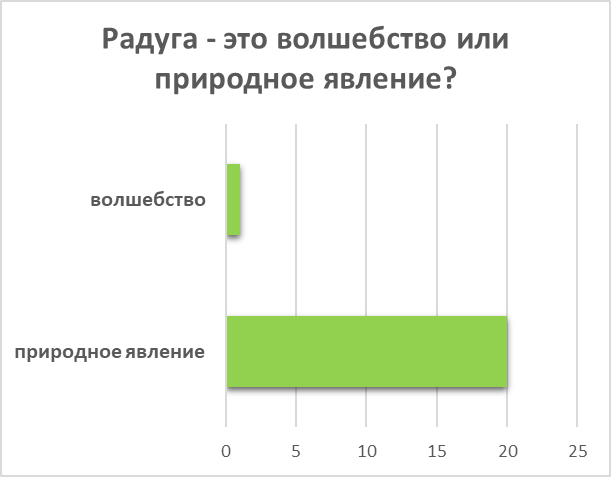 Радуга - это волшебство или
природное явление?
волшебство
природное явление
0 5 10 15 20 25